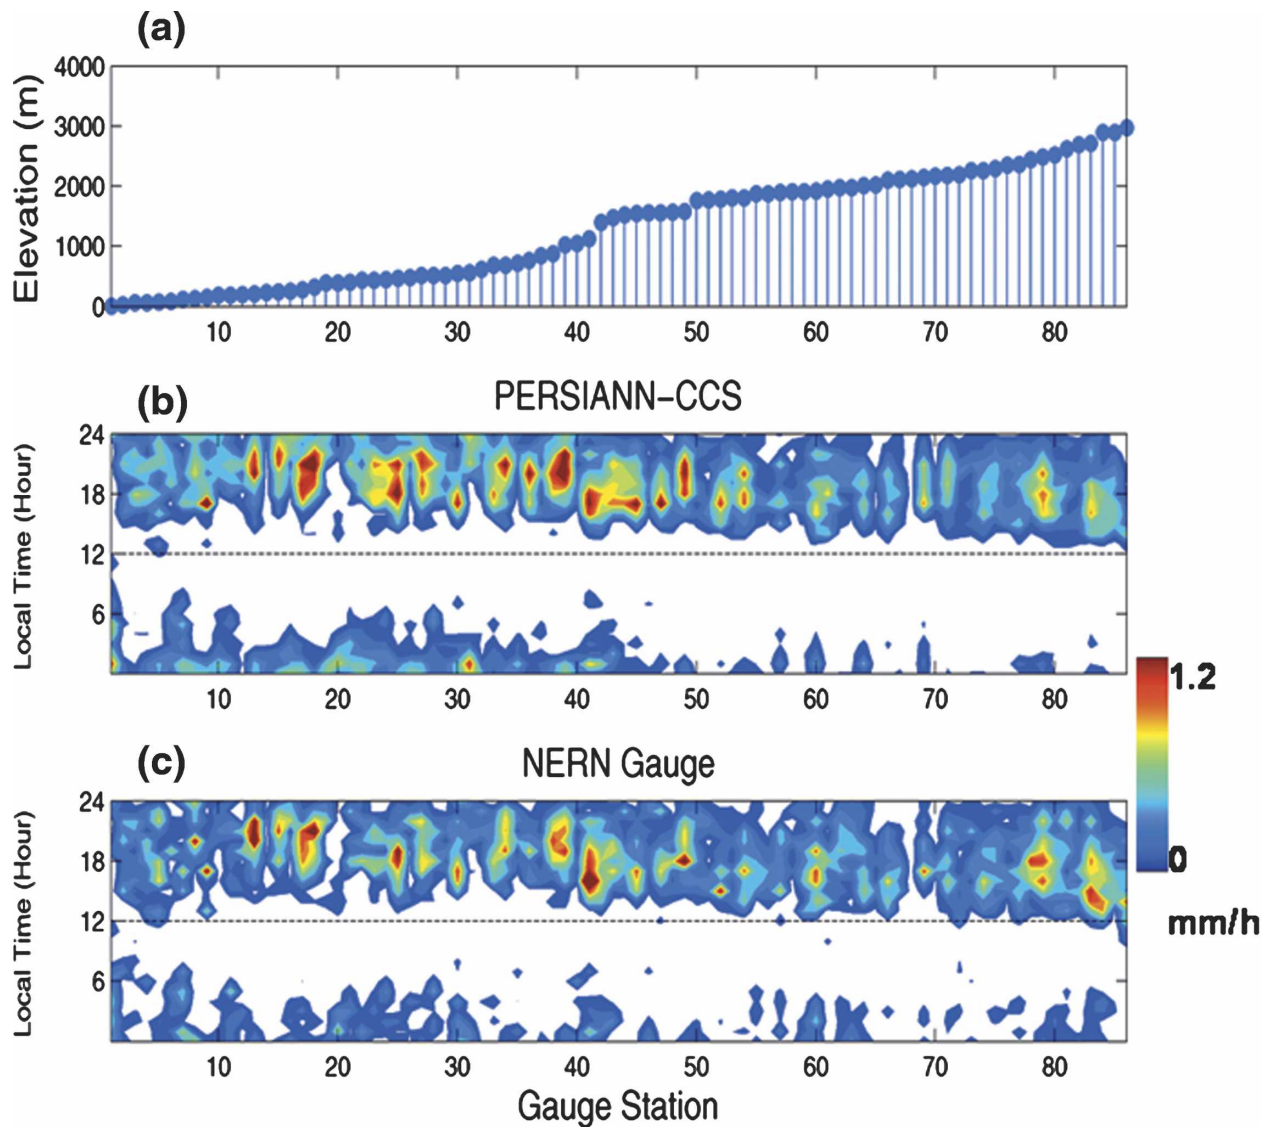 (a)
Elevation (m)
4000
3000
2000
1000
0
10 20 30 40 50 60 70 80
(b)
PERSIANN–CCS
Local Time (Hour)
24
18
12
6
10 20 30 40 50 60 70 80
1.2
0
mm/h
(c)
NERN Gauge
Local Time (Hour)
24
18
12
6
10 20 30 40 50 60 70 80
Gauge Station